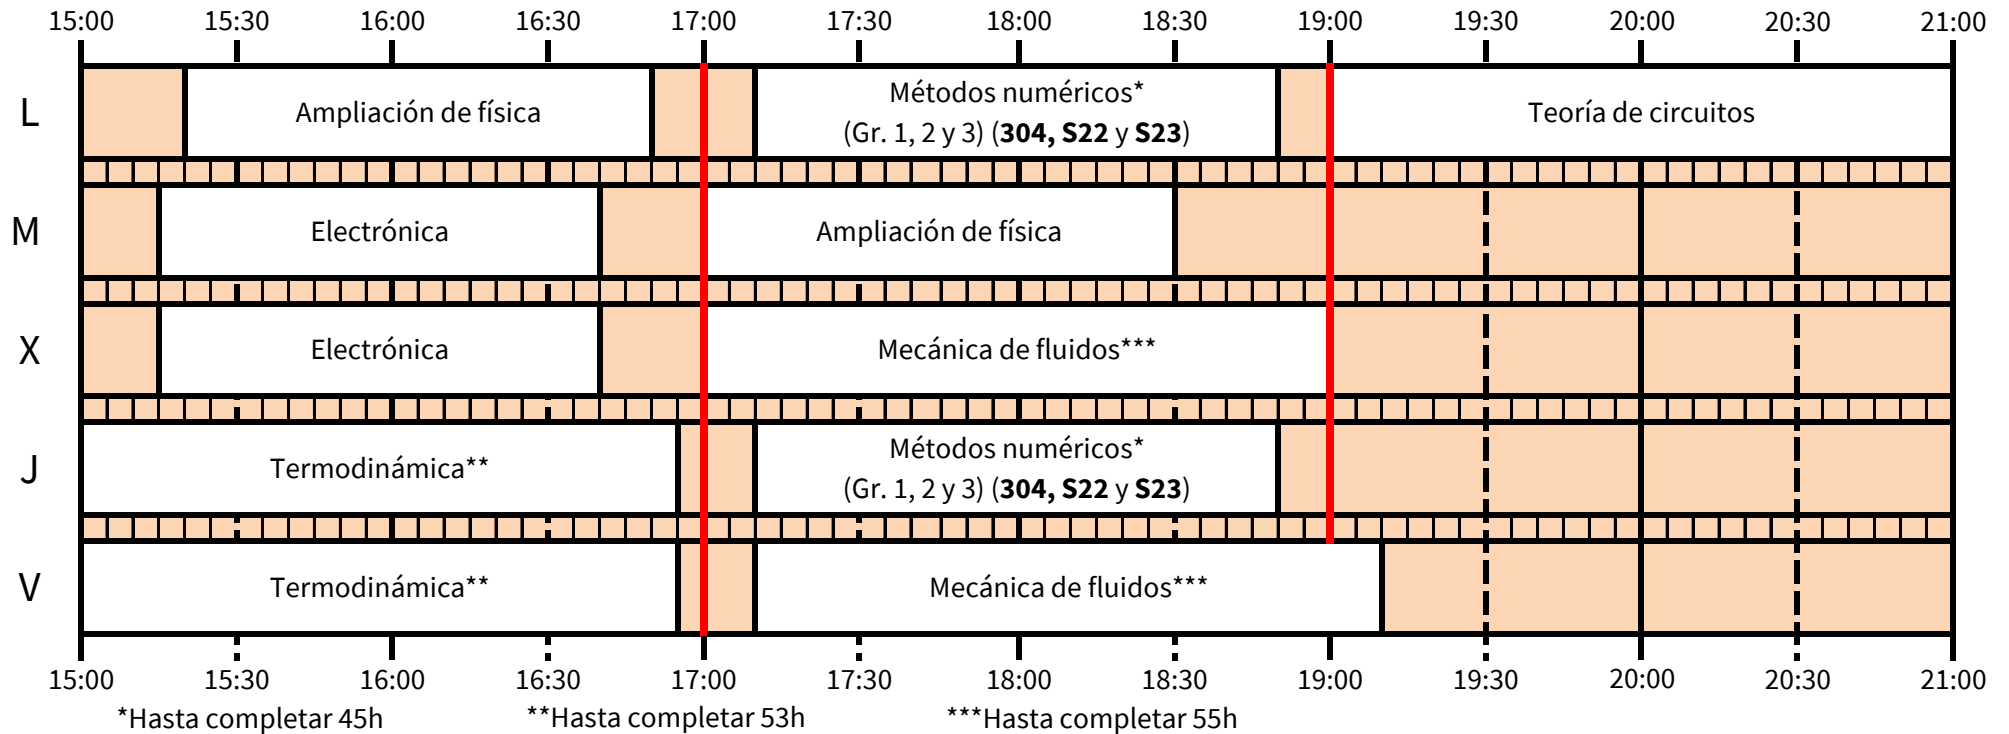 15:00 15:30 16:00 16:30 17:00 17:30 18:00 18:30 19:00 19:30 20:00 20:30 21:00
L
Ampliación de física
Métodos numéricos*
(Gr. 1, 2 y 3) (304, S22 y S23)
Teoría de circuitos
M
Electrónica
Ampliación de física
X
Electrónica
Mecánica de fluidos***
J
Termodinámica**
Métodos numéricos*
(Gr. 1, 2 y 3) (304, S22 y S23)
V
Termodinámica**
Mecánica de fluidos***
15:00 15:30 16:00 16:30 17:00 17:30 18:00 18:30 19:00 19:30 20:00 20:30 21:00
*Hasta completar 45h **Hasta completar 53h ***Hasta completar 55h